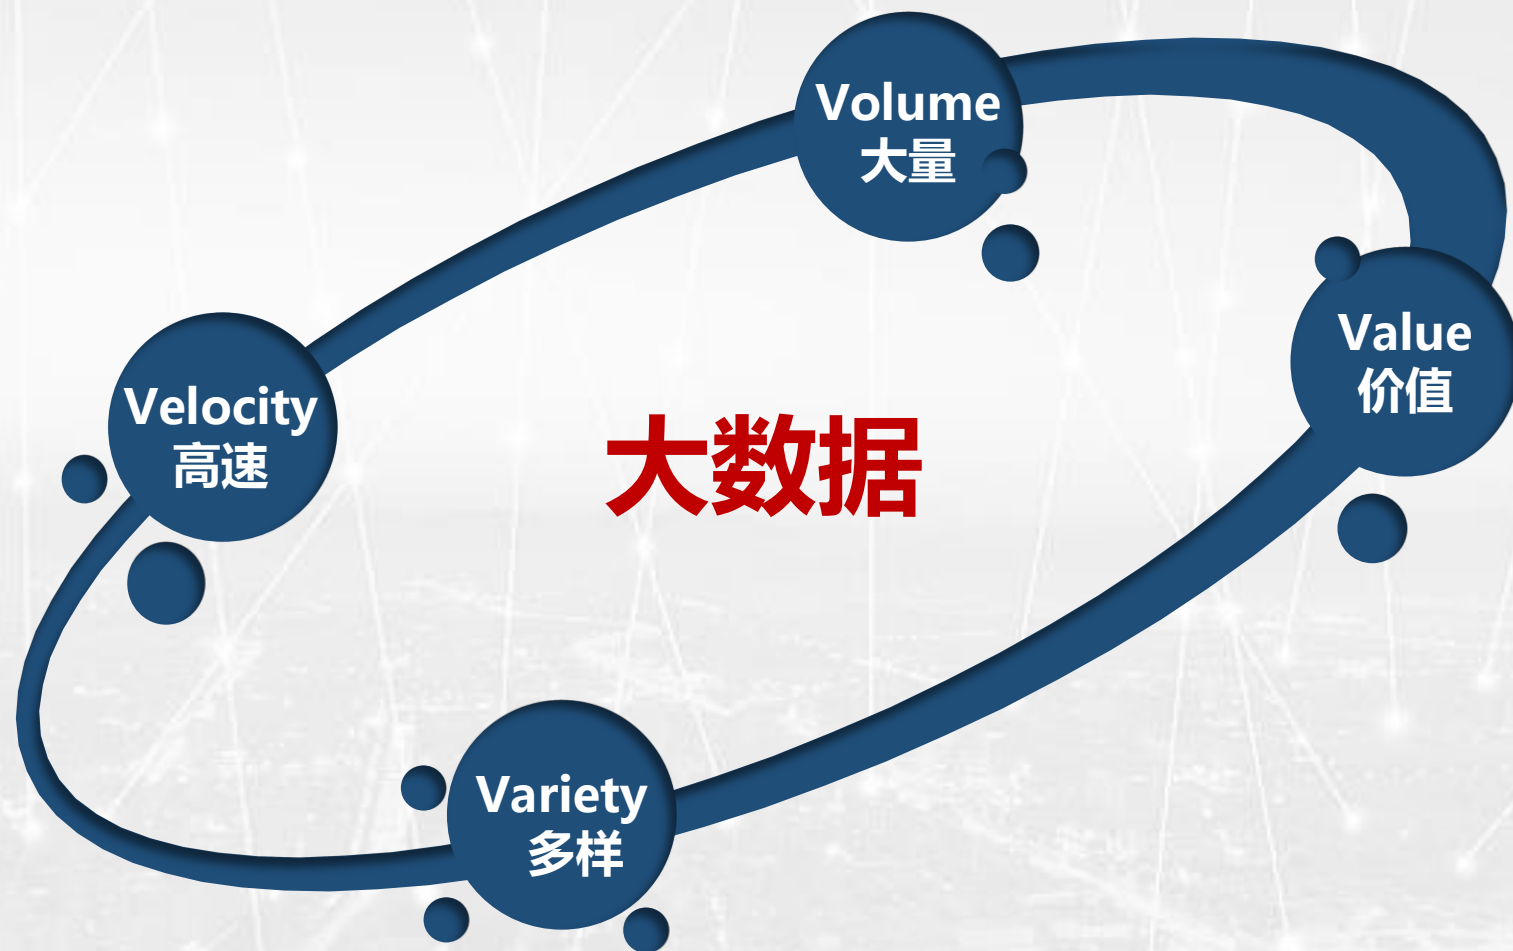 Volume
大量
Value
价值
Velocity
高速
大数据
Variety
多样